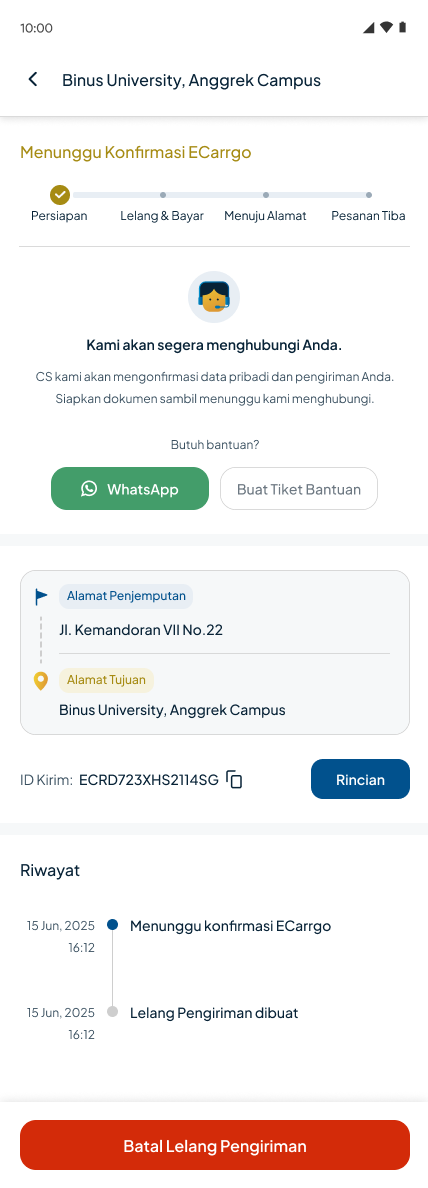 10:00
Binus University, Anggrek Campus
Menunggu Konfirmasi ECarrgo
Persiapan
Lelang & Bayar
Menuju Alamat
Pesanan Tiba
Kami akan segera menghubungi Anda.
CS kami akan mengonfirmasi data pribadi dan pengiriman Anda.
Siapkan dokumen sambil menunggu kami menghubungi.
Butuh bantuan?
WhatsApp
Buat Tiket Bantuan
Alamat Penjemputan
Jl. Kemandoran VII No.22
Alamat Tujuan
Binus University, Anggrek Campus
ID Kirim: ECRD723XHS2114SG
Rincian
Riwayat
15 Jun, 2025
16:12
Menunggu konfirmasi ECarrgo
15 Jun, 2025
16:12
Lelang Pengiriman dibuat
Batal Lelang Pengiriman